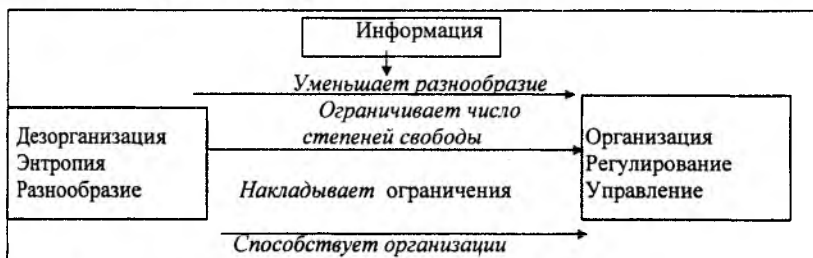 Информация
Уменьшает разнообразие
Ограничивает число
степеней свободы
Дезорганизация
Энтропия
Разнообразие
Накладывает ограничения
Способствует организации
Организация
Регулирование
Управление